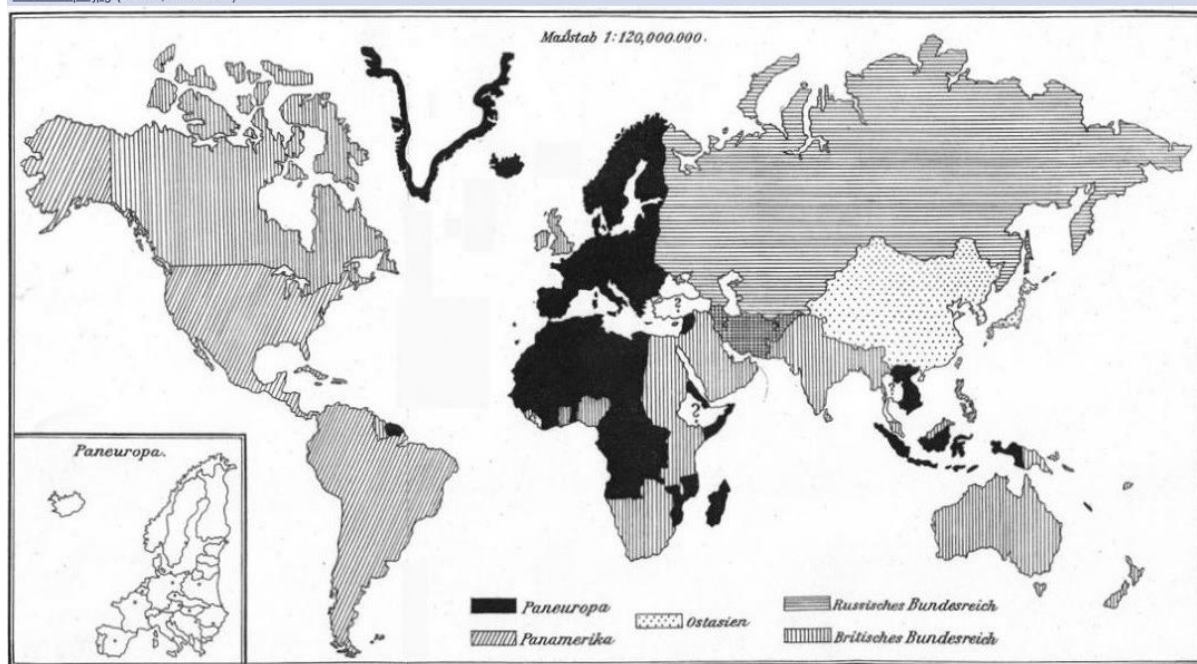 Maßstab 1:120,000.000.
?
?
?
?
?
Paneuropa.
Paneuropa
Panamerika
Ostasien
Russisches Bundesreich
Britisches Bundesreich